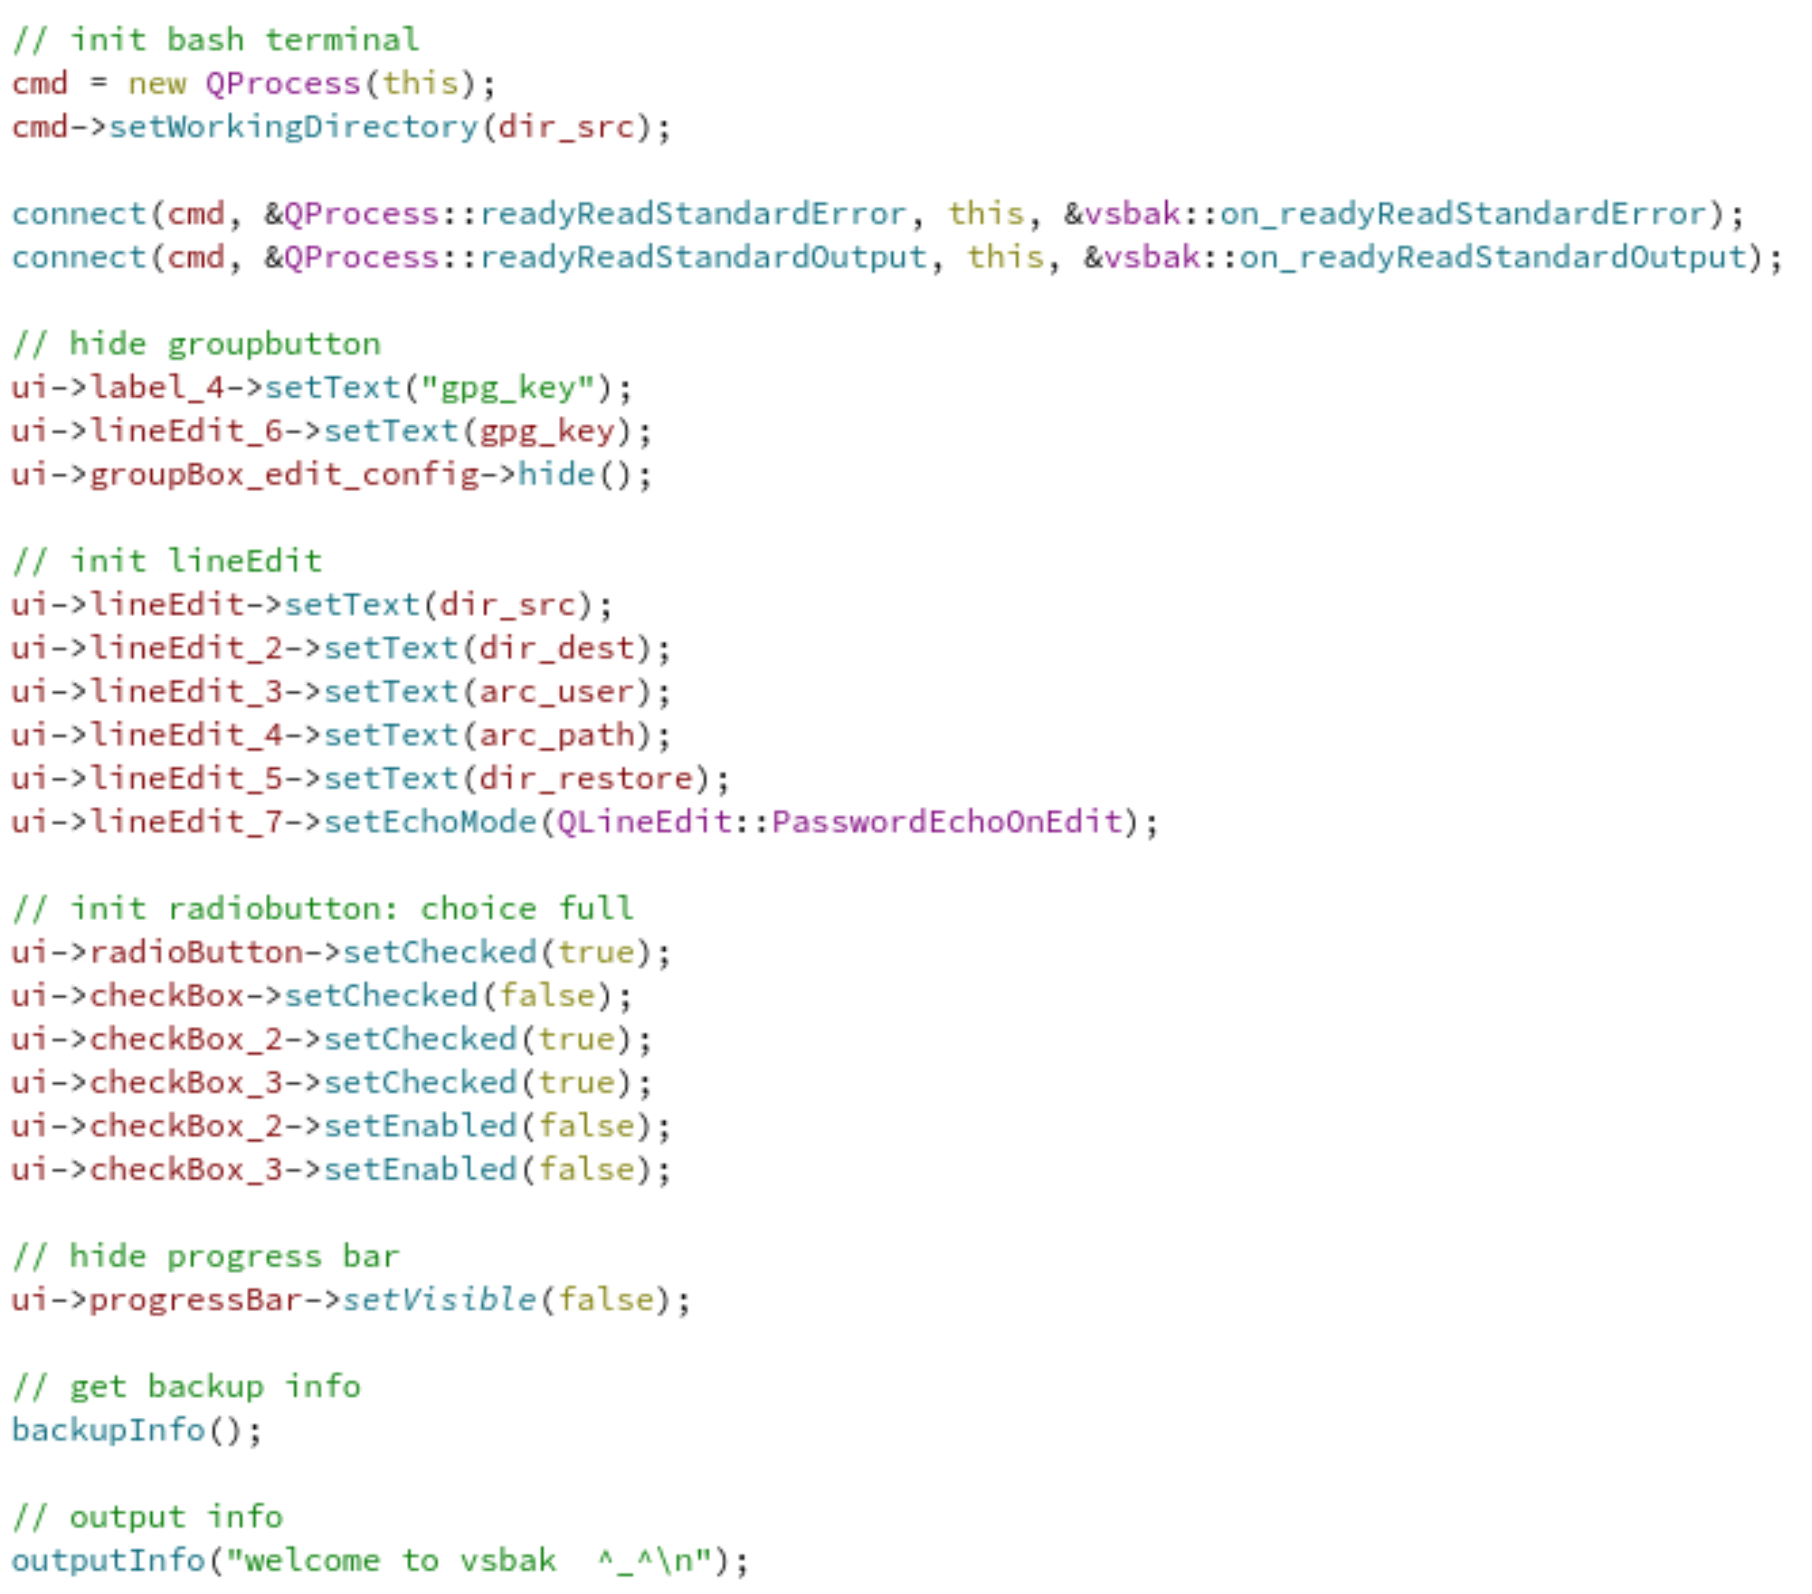 // init bash terminal
cmd = new QProcess(this);
cmd->setWorkingDirectory(dir_src);
connect(cmd, &QProcess::readyReadStandardError, this, &vsbak::on_readyReadStandardError);
connect(cmd, &QProcess::readyReadStandardOutput, this, &vsbak::on_readyReadStandardOutput);
// hide groupbutton
ui->label_4->setText("gpg_key");
ui->lineEdit_6->setText(gpg_key);
ui->groupBox_edit_config->hide();
// init lineEdit
ui->lineEdit->setText(dir_src);
ui->lineEdit_2->setText(dir_dest);
ui->lineEdit_3->setText(arc_user);
ui->lineEdit_4->setText(arc_path);
ui->lineEdit_5->setText(dir_restore);
ui->lineEdit_7->setEchoMode(QLineEdit::PasswordEchoOnEdit);
// init radiobutton: choice full
ui->radioButton->setChecked(true);
ui->checkBox->setChecked(false);
ui->checkBox_2->setChecked(true);
ui->checkBox_3->setChecked(true);
ui->checkBox_2->setEnabled(false);
ui->checkBox_3->setEnabled(false);
// hide progress bar
ui->progressBar->setVisible(false);
// get backup info
backupInfo();
// output info
outputInfo("welcome to vsbak  ^_^\n");